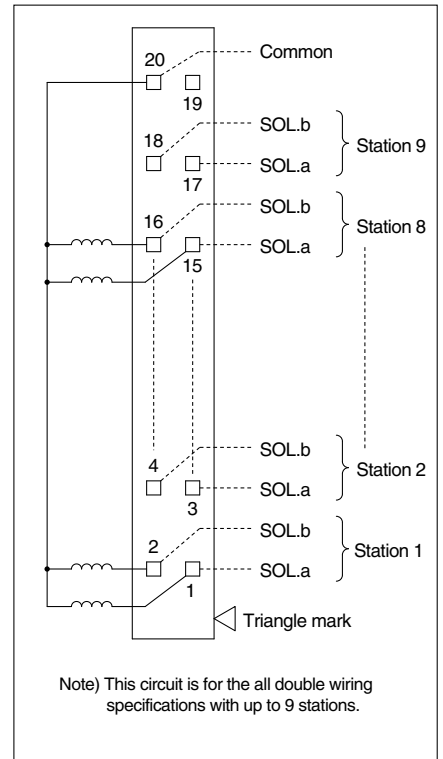 20 Common
19
18 SOL.b
SOL.a
17
Station 9
16 SOL.b
SOL.a
15
Station 8
4 SOL.b
SOL.a
3
Station 2
2 SOL.b
SOL.a
1
Station 1
Triangle mark
Note) This circuit is for the all double wiring
specifications with up to 9 stations.